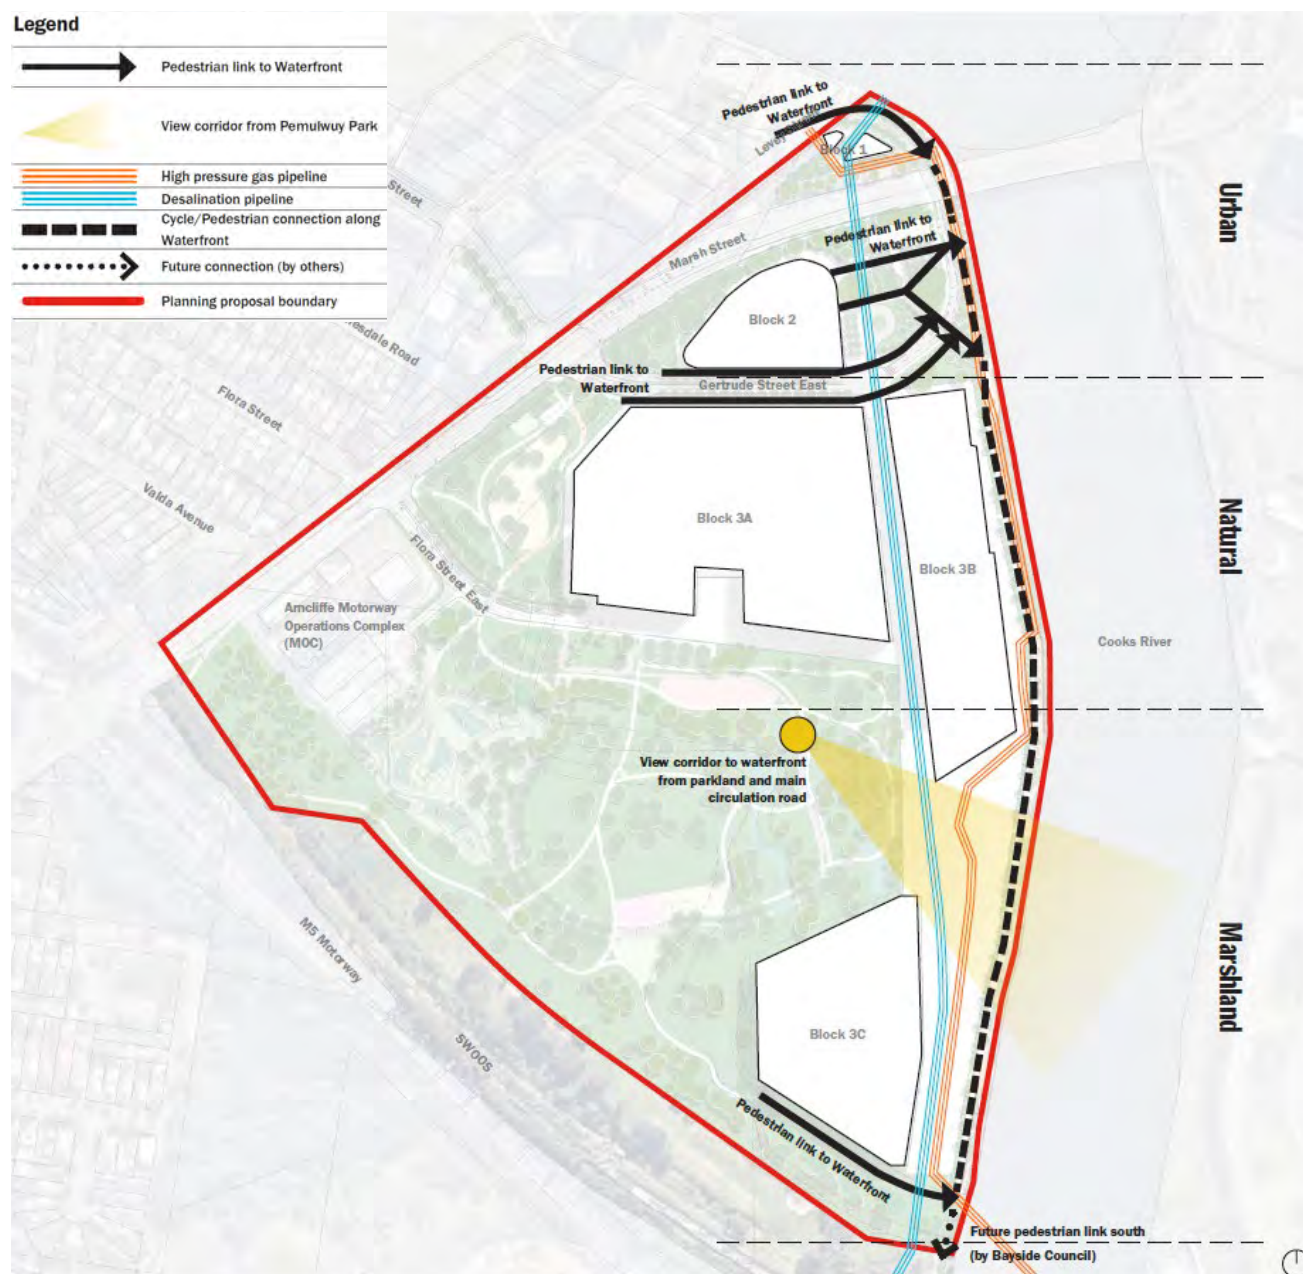 Legend
Pedestrian link to Waterfront
View corridor from Pemulwuy Park
High pressure gas pipeline
Desalination pipeline
Cycle/Pedestrian connection along
Waterfront
Future connection (by others)
Planning proposal boundary
Pedestrian link to
Waterfront
Levey
Block 1
Street
Urban
Pedestrian link to
Waterfront
Marsh Street
Block 2
Road
Pedestrian link to
Waterfront
Gertrude Street East
Flora Street
Valda Avenue
Block 3A
Natural
Flora Street East
Block 3B
Arncliffe Motorway
Operations Complex
(MOC)
Cooks River
View corridor to waterfront
from parkland and main
circulation road
M5 Motorway
Marshland
SWOOS
Block 3C
Pedestrian link to Waterfront
Future pedestrian link south
(by Bayside Council)